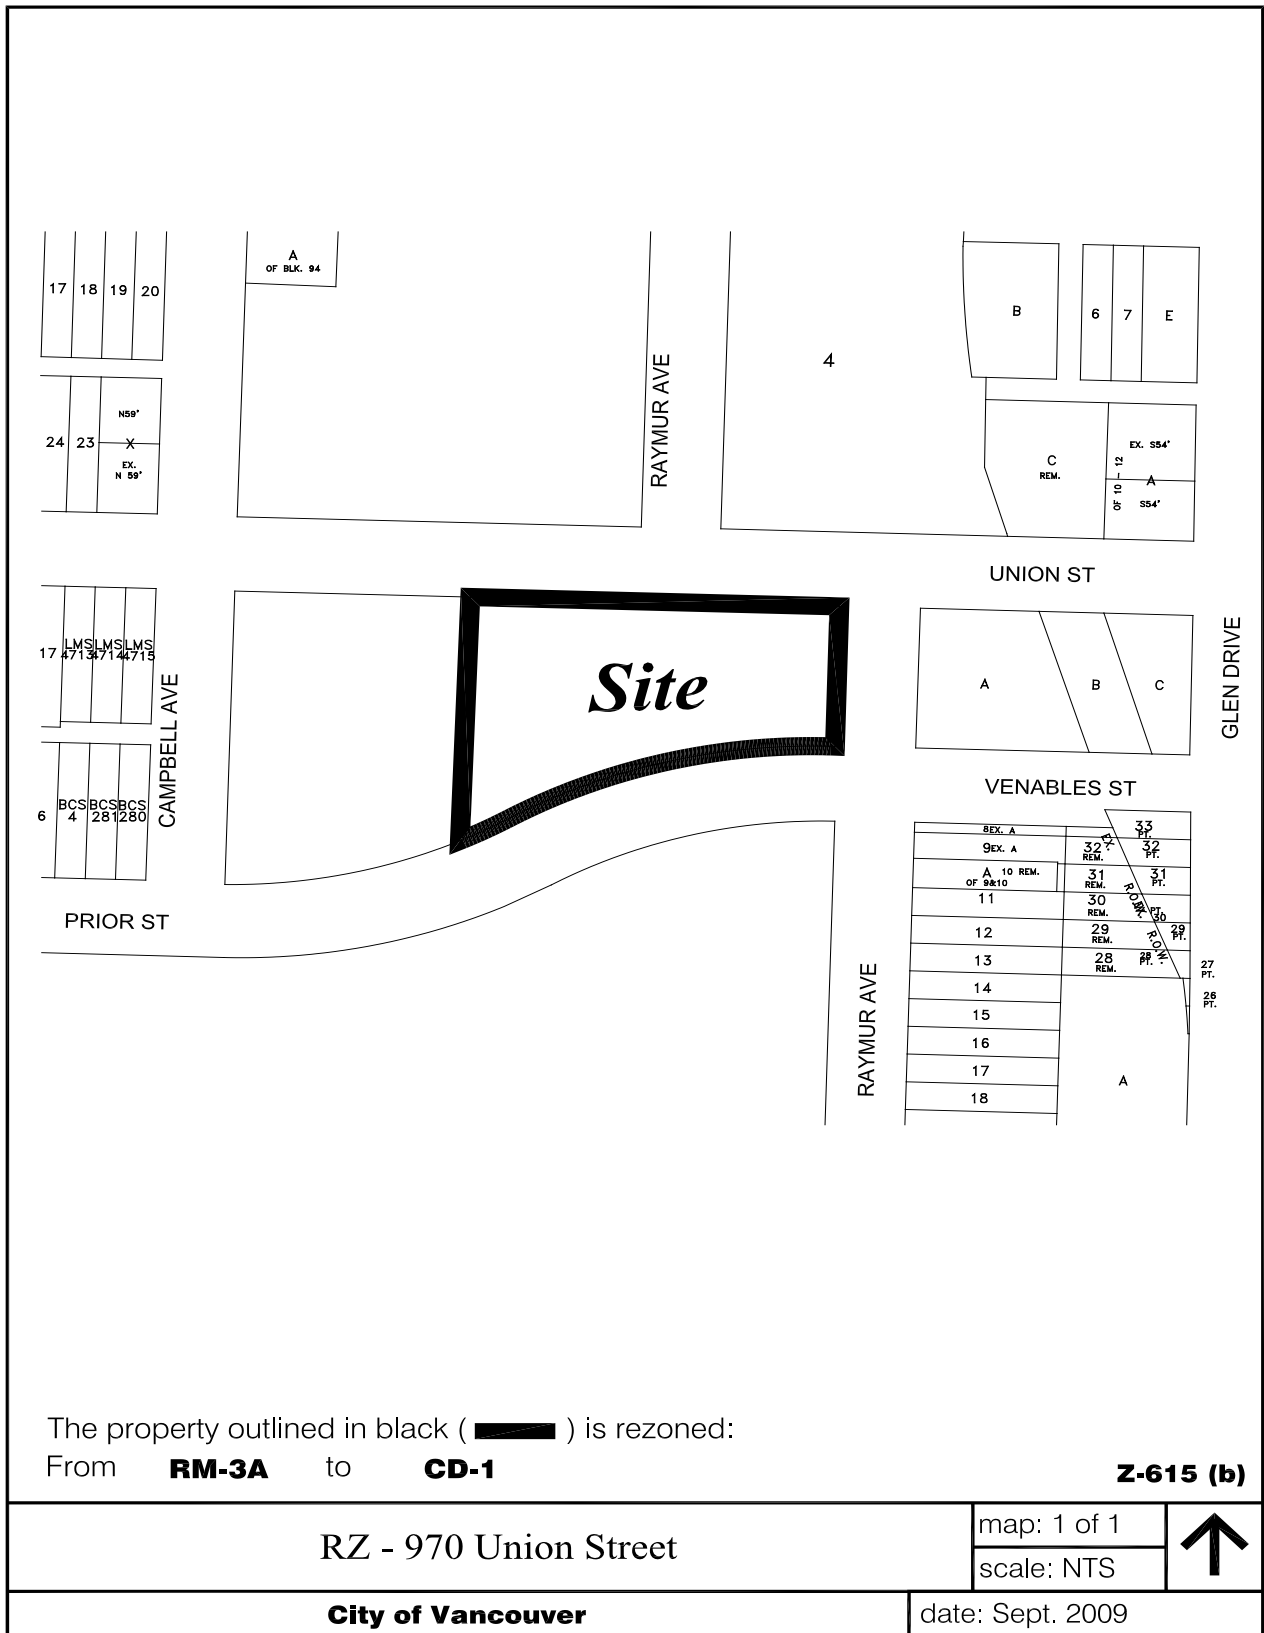 A
OF BLK. 94
17 18 19 20
B
6 7 E
4
RAYMUR AVE
N59'
24 23 X
EX.
N 59'
C
REM.
EX. S54'
OF 10 - 12
A
S54'
UNION ST
17 LMS 4713 LMS 4714 LMS 4715
CAMPBELL AVE
Site
A B C
GLEN DRIVE
VENABLES ST
6 BCS 4 BCS 281 BCS 280
PRIOR ST
8EX. A
33 PT.
9EX. A
32 REM.
EX.
32 PT.
A 10 REM.
OF 9&10
31 REM.
31 PT.
R.O.W.
11
30 REM.
EX.
PT.
30
12
29 REM.
R.O.W.
29 PT.
13
28 REM.
PT.
27 PT.
14
26 PT.
15
16
RAYMUR AVE
17
A
18
The property outlined in black ( ) is rezoned:
From RM-3A to CD-1
Z-615 (b)
RZ - 970 Union Street
map: 1 of 1
scale: NTS
City of Vancouver
date: Sept. 2009